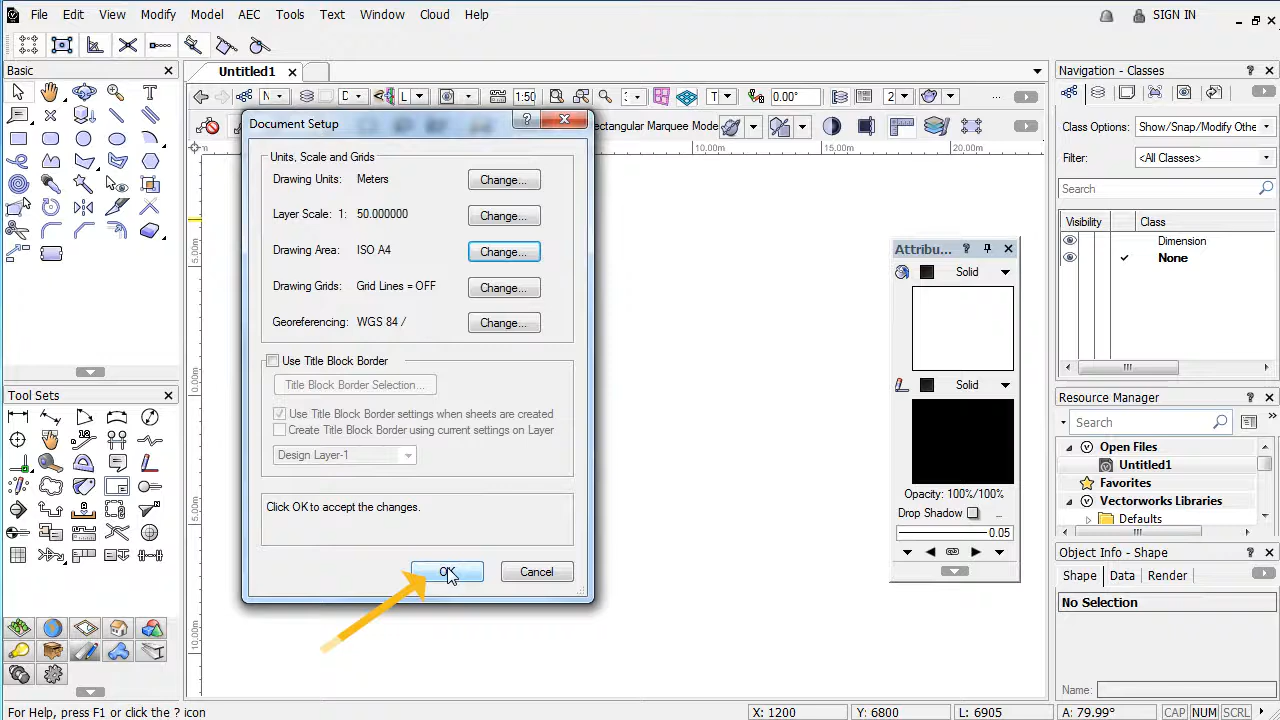 File Edit View Modify Model AEC Tools Text Window Cloud Help SIGN IN
Basic
Untitled1
Navigation - Classes
1:50
0.00°
2
Document Setup
Rectangular Marquee Mode
Class Options: Show/Snap/Modify Othe
Filter: <All Classes>
10,00m 15,00m 20,00m
Search
Units, Scale and Grids
Drawing Units: Meters Change...
Layer Scale: 1: 50.000000 Change...
Drawing Area: ISO A4 Change...
Drawing Grids: Grid Lines = OFF Change...
Georeferencing: WGS 84 / Change...
Use Title Block Border
Title Block Border Selection...
Use Title Block Border settings when sheets are created
Create Title Block Border using current settings on Layer
Design Layer-1
Click OK to accept the changes.
OK Cancel
Visibility Class
Dimension
None
Attribu...
Solid
Solid
Opacity: 100%/100%
Drop Shadow
0.05
Tool Sets
Resource Manager
Search
Open Files
Untitled1
Favorites
Vectorworks Libraries
Defaults
Object Info - Shape
Shape Data Render
No Selection
Name:
For Help, press F1 or click the ? icon
X: 1200 Y: 6800 L: 6905 A: 79.99° CAP NUM SCRL